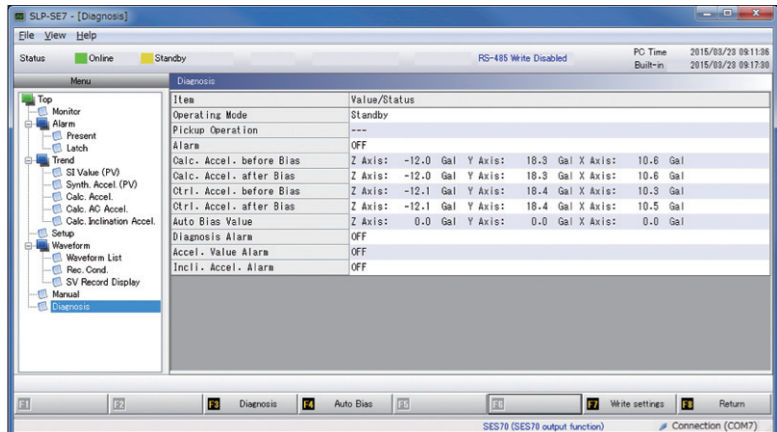 SLP-SE7 - [Diagnosis]
File View Help
Status Online Standby RS-485 Write Disabled PC Time 2015/03/23 09:11:36
Built-in 2015/03/23 09:17:30
Menu
Diagnosis
Top
Monitor
Alarm
Present
Latch
Trend
SI Value (PV)
Synth. Accel. (PV)
Calc. Accel.
Calc. AC Accel.
Calc. Inclination Accel.
Setup
Waveform
Waveform List
Rec. Cond.
SV Record Display
Manual
Diagnosis
Item Value/Status
Operating Mode Standby
Pickup Operation ---
Alarm OFF
Calc. Accel. before Bias Z Axis: -12.0 Gal Y Axis: 18.3 Gal X Axis: 10.6 Gal
Calc. Accel. after Bias Z Axis: -12.0 Gal Y Axis: 18.3 Gal X Axis: 10.6 Gal
Ctrl. Accel. before Bias Z Axis: -12.1 Gal Y Axis: 18.4 Gal X Axis: 10.3 Gal
Ctrl. Accel. after Bias Z Axis: -12.1 Gal Y Axis: 18.4 Gal X Axis: 10.5 Gal
Auto Bias Value Z Axis: 0.0 Gal Y Axis: 0.0 Gal X Axis: 0.0 Gal
Diagnosis Alarm OFF
Accel. Value Alarm OFF
Incli. Accel. Alarm OFF
F1 F2 F3 Diagnosis F4 Auto Bias F5 F6 F7 Write settings F8 Return
SES70 (SES70 output function) Connection (COM7)